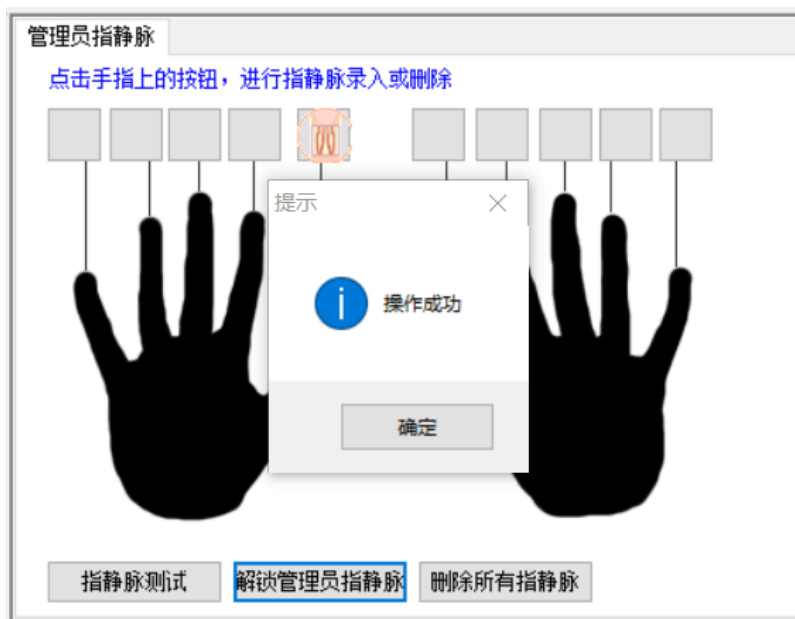 管理员指静脉
点击手指上的按钮，进行指静脉录入或删除
提示
操作成功
确定
指静脉测试
解锁管理员指静脉
删除所有指静脉